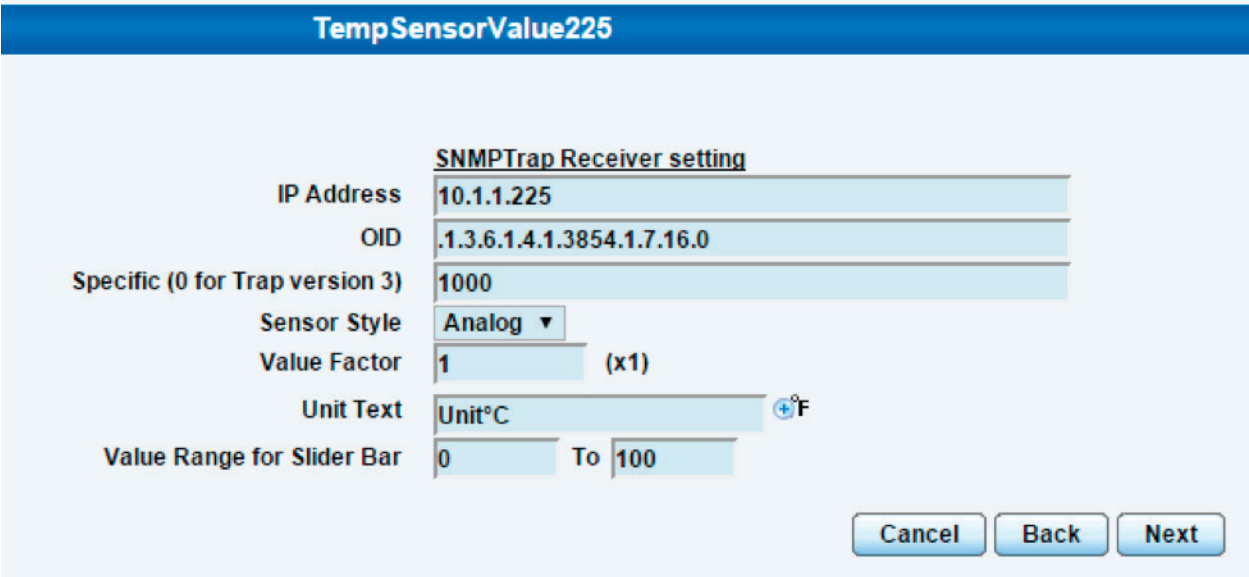 TempSensorValue225
SNMPTrap Receiver setting
IP Address 10.1.1.225
OID .1.3.6.1.4.1.3854.1.7.16.0
Specific (0 for Trap version 3) 1000
Sensor Style Analog ▼
Value Factor 1 (x1)
Unit Text Unit°C °F
Value Range for Slider Bar 0 To 100
Cancel Back Next